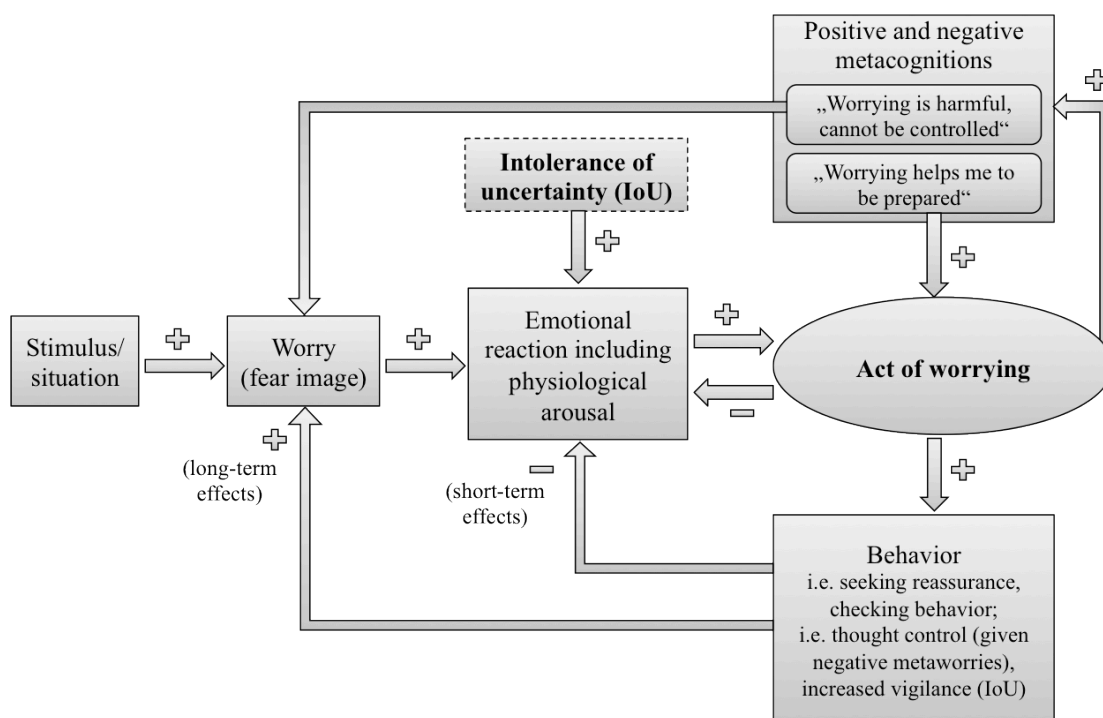 Positive and negative
metacognitions
„Worrying is harmful,
cannot be controlled“
„Worrying helps me to
be prepared“
Intolerance of
uncertainty (IoU)
Stimulus/
situation
Worry
(fear image)
Emotional
reaction including
physiological
arousal
Act of worrying
(long-term
effects)
(short-term
effects)
Behavior
i.e. seeking reassurance,
checking behavior;
i.e. thought control (given
negative metaworries),
increased vigilance (IoU)